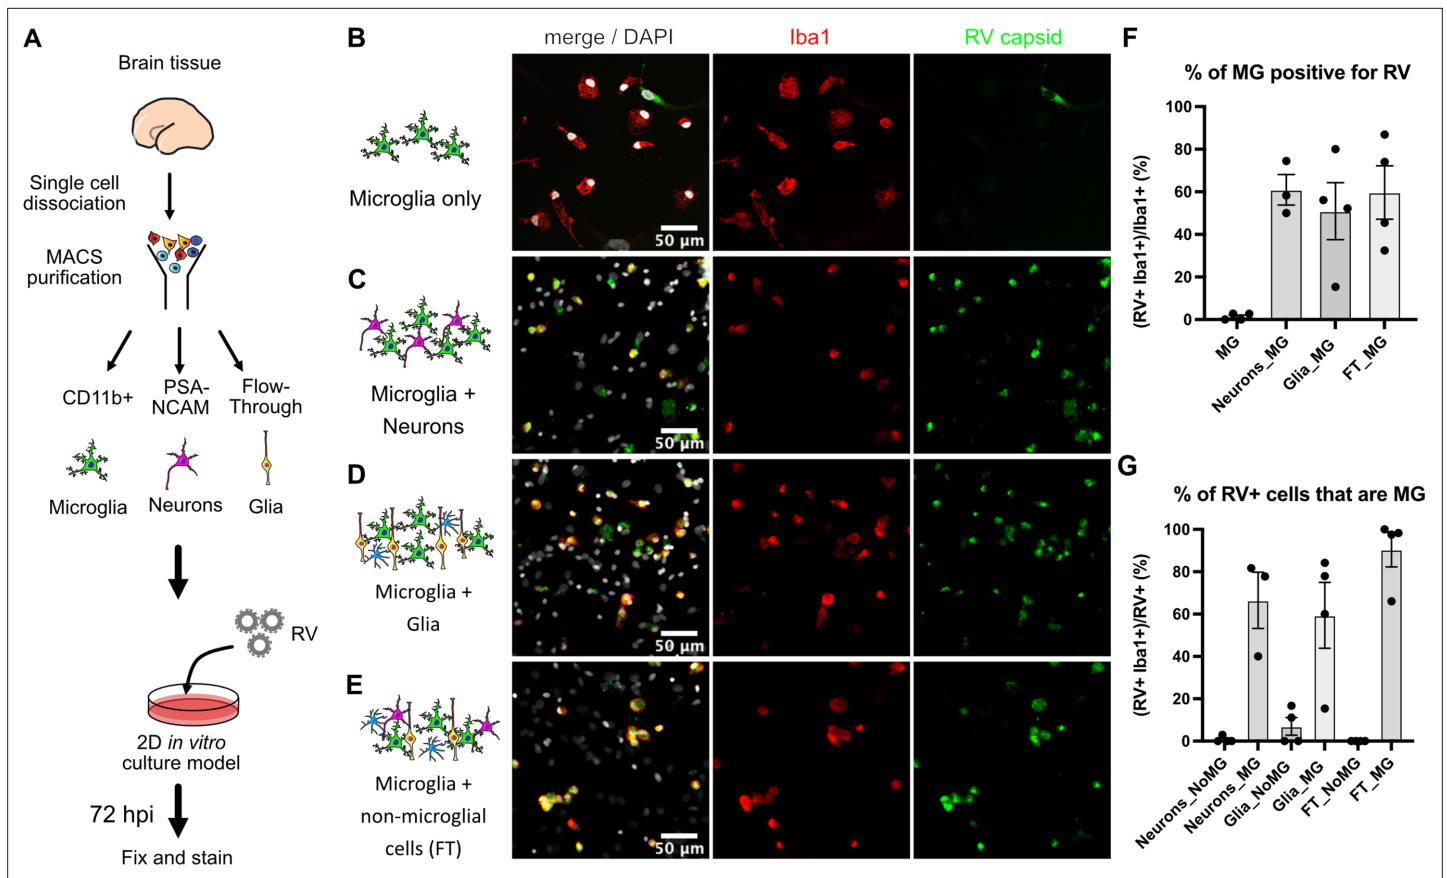 A
Brain tissue
Single cell
dissociation
MACS
purification
CD11b+
PSA-
NCAM
Flow-
Through
Microglia
Neurons
Glia
RV
2D in vitro
culture model
72 hpi
Fix and stain
B
merge / DAPI
Iba1
RV capsid
Microglia only
50 µm
C
Microglia +
Neurons
50 µm
D
Microglia +
Glia
50 µm
E
Microglia +
non-microglial
cells (FT)
50 µm
F
% of MG positive for RV
(RV+ Iba1+)/Iba1+ (%)
100
80
60
40
20
0
MG
Neurons_MG
Glia_MG
FT_MG
G
% of RV+ cells that are MG
(RV+ Iba1+)/RV+ (%)
100
80
60
40
20
0
Neurons_NoMG
Neurons_MG
Glia_NoMG
Glia_MG
FT_NoMG
FT_MG